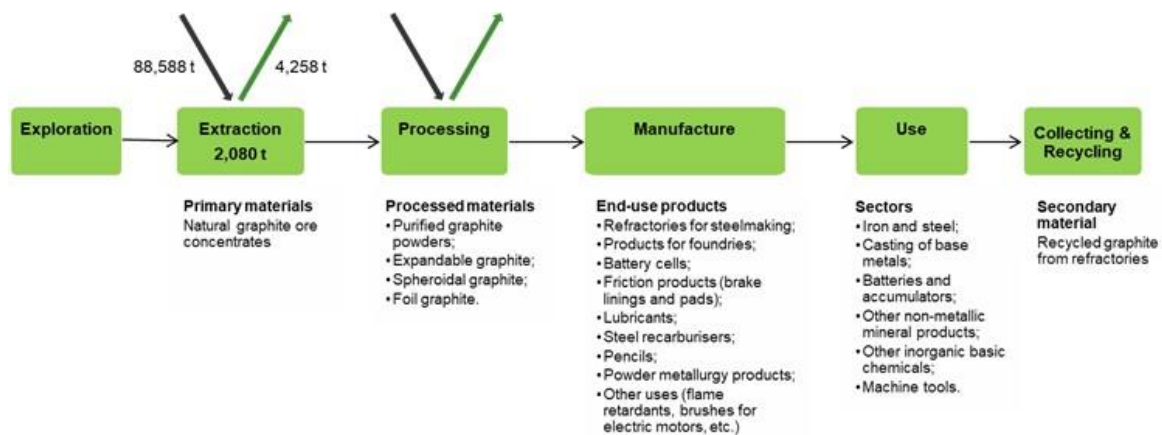 88,588 t
4,258 t
Exploration
Extraction
2,080 t
Processing
Manufacture
Use
Collecting &
Recycling
Primary materials
Natural graphite ore
concentrates
Processed materials
•Purified graphite
powders;
•Expandable graphite;
•Spheroidal graphite;
•Foil graphite.
End-use products
•Refractories for steelmaking;
•Products for foundries;
•Battery cells;
•Friction products (brake
linings and pads);
•Lubricants;
•Steel recarburisers;
•Pencils;
•Powder metallurgy products;
•Other uses (flame
retardants, brushes for
electric motors, etc.)
Sectors
•Iron and steel;
•Casting of base
metals;
•Batteries and
accumulators;
•Other non-metallic
mineral products;
•Other inorganic basic
chemicals;
•Machine tools.
Secondary
material
Recycled graphite
from refractories